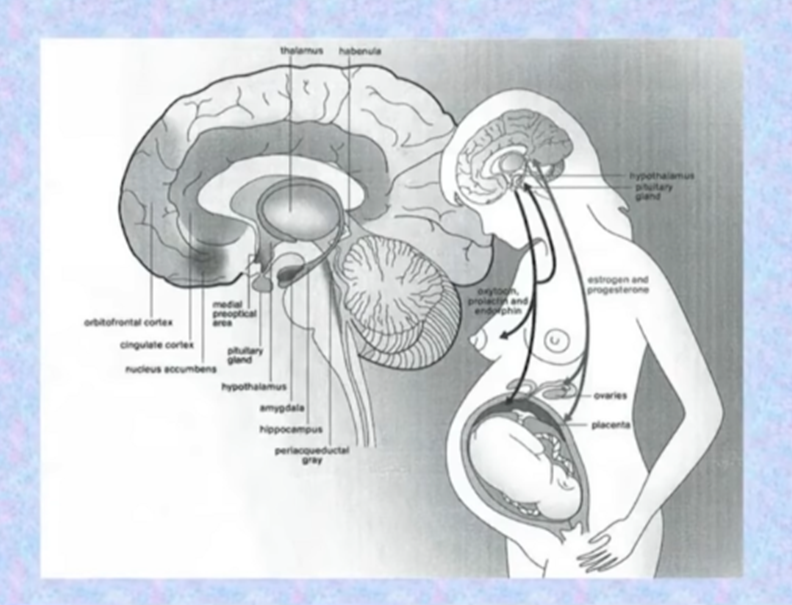 thalamus
habenula
hypothalamus
pituitary
gland
estrogen and
progesterone
oxytocin,
prolactin and
endorphin
medial
preoptical
area
orbitofrontal cortex
cingulate cortex
pituitary
gland
nucleus accumbens
hypothalamus
amygdala
hippocampus
periacqueductal
gray
ovaries
placenta